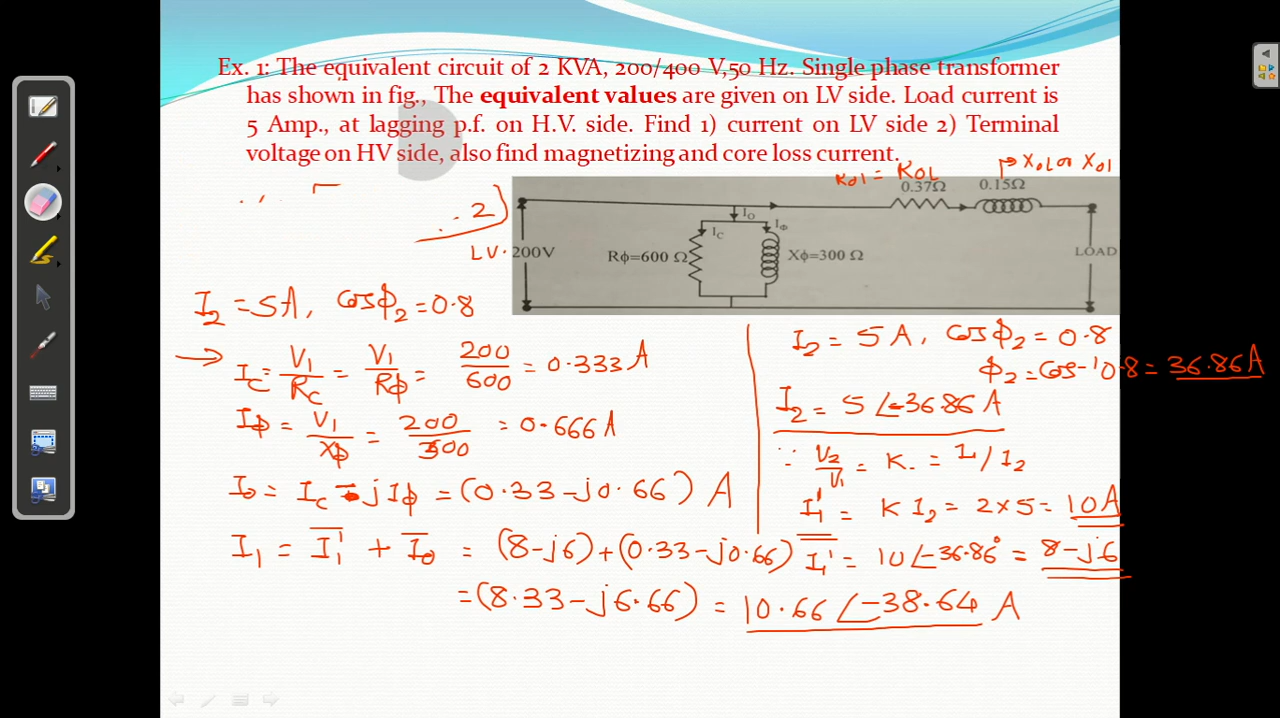 Ex. 1: The equivalent circuit of 2 KVA, 200/400 V,50 Hz. Single phase transformer
has shown in fig., The equivalent values are given on LV side. Load current is
5 Amp., at lagging p.f. on H.V. side. Find 1) current on LV side 2) Terminal
voltage on HV side, also find magnetizing and core loss current.
R01 = R0L
X0L or X01
0.37Ω 0.15Ω
2)
I0
IC Iϕ
LV. 200V Rϕ=600 Ω Xϕ=300 Ω LOAD
I2 = 5A, cosϕ2 = 0.8
→ IC = V1/RC = V1/Rϕ = 200/600 = 0.333 A
Iϕ = V1/Xϕ = 200/300 = 0.666 A
I0 = IC - jIϕ = (0.33 - j0.66) A
I1 = I1' + I0 = (8-j6) + (0.33 - j0.66)
= (8.33 - j6.66) = 10.66 ∠-38.64 A
I2 = 5 A, cosϕ2 = 0.8
ϕ2 = cos-1 0.8 = 36.86 A
I2 = 5 ∠-36.86 A
∵ V2/V1 = K. = I1/I2
I1' = K I2 = 2 x 5 = 10A
I1' = 10∠-36.86° = 8-j6